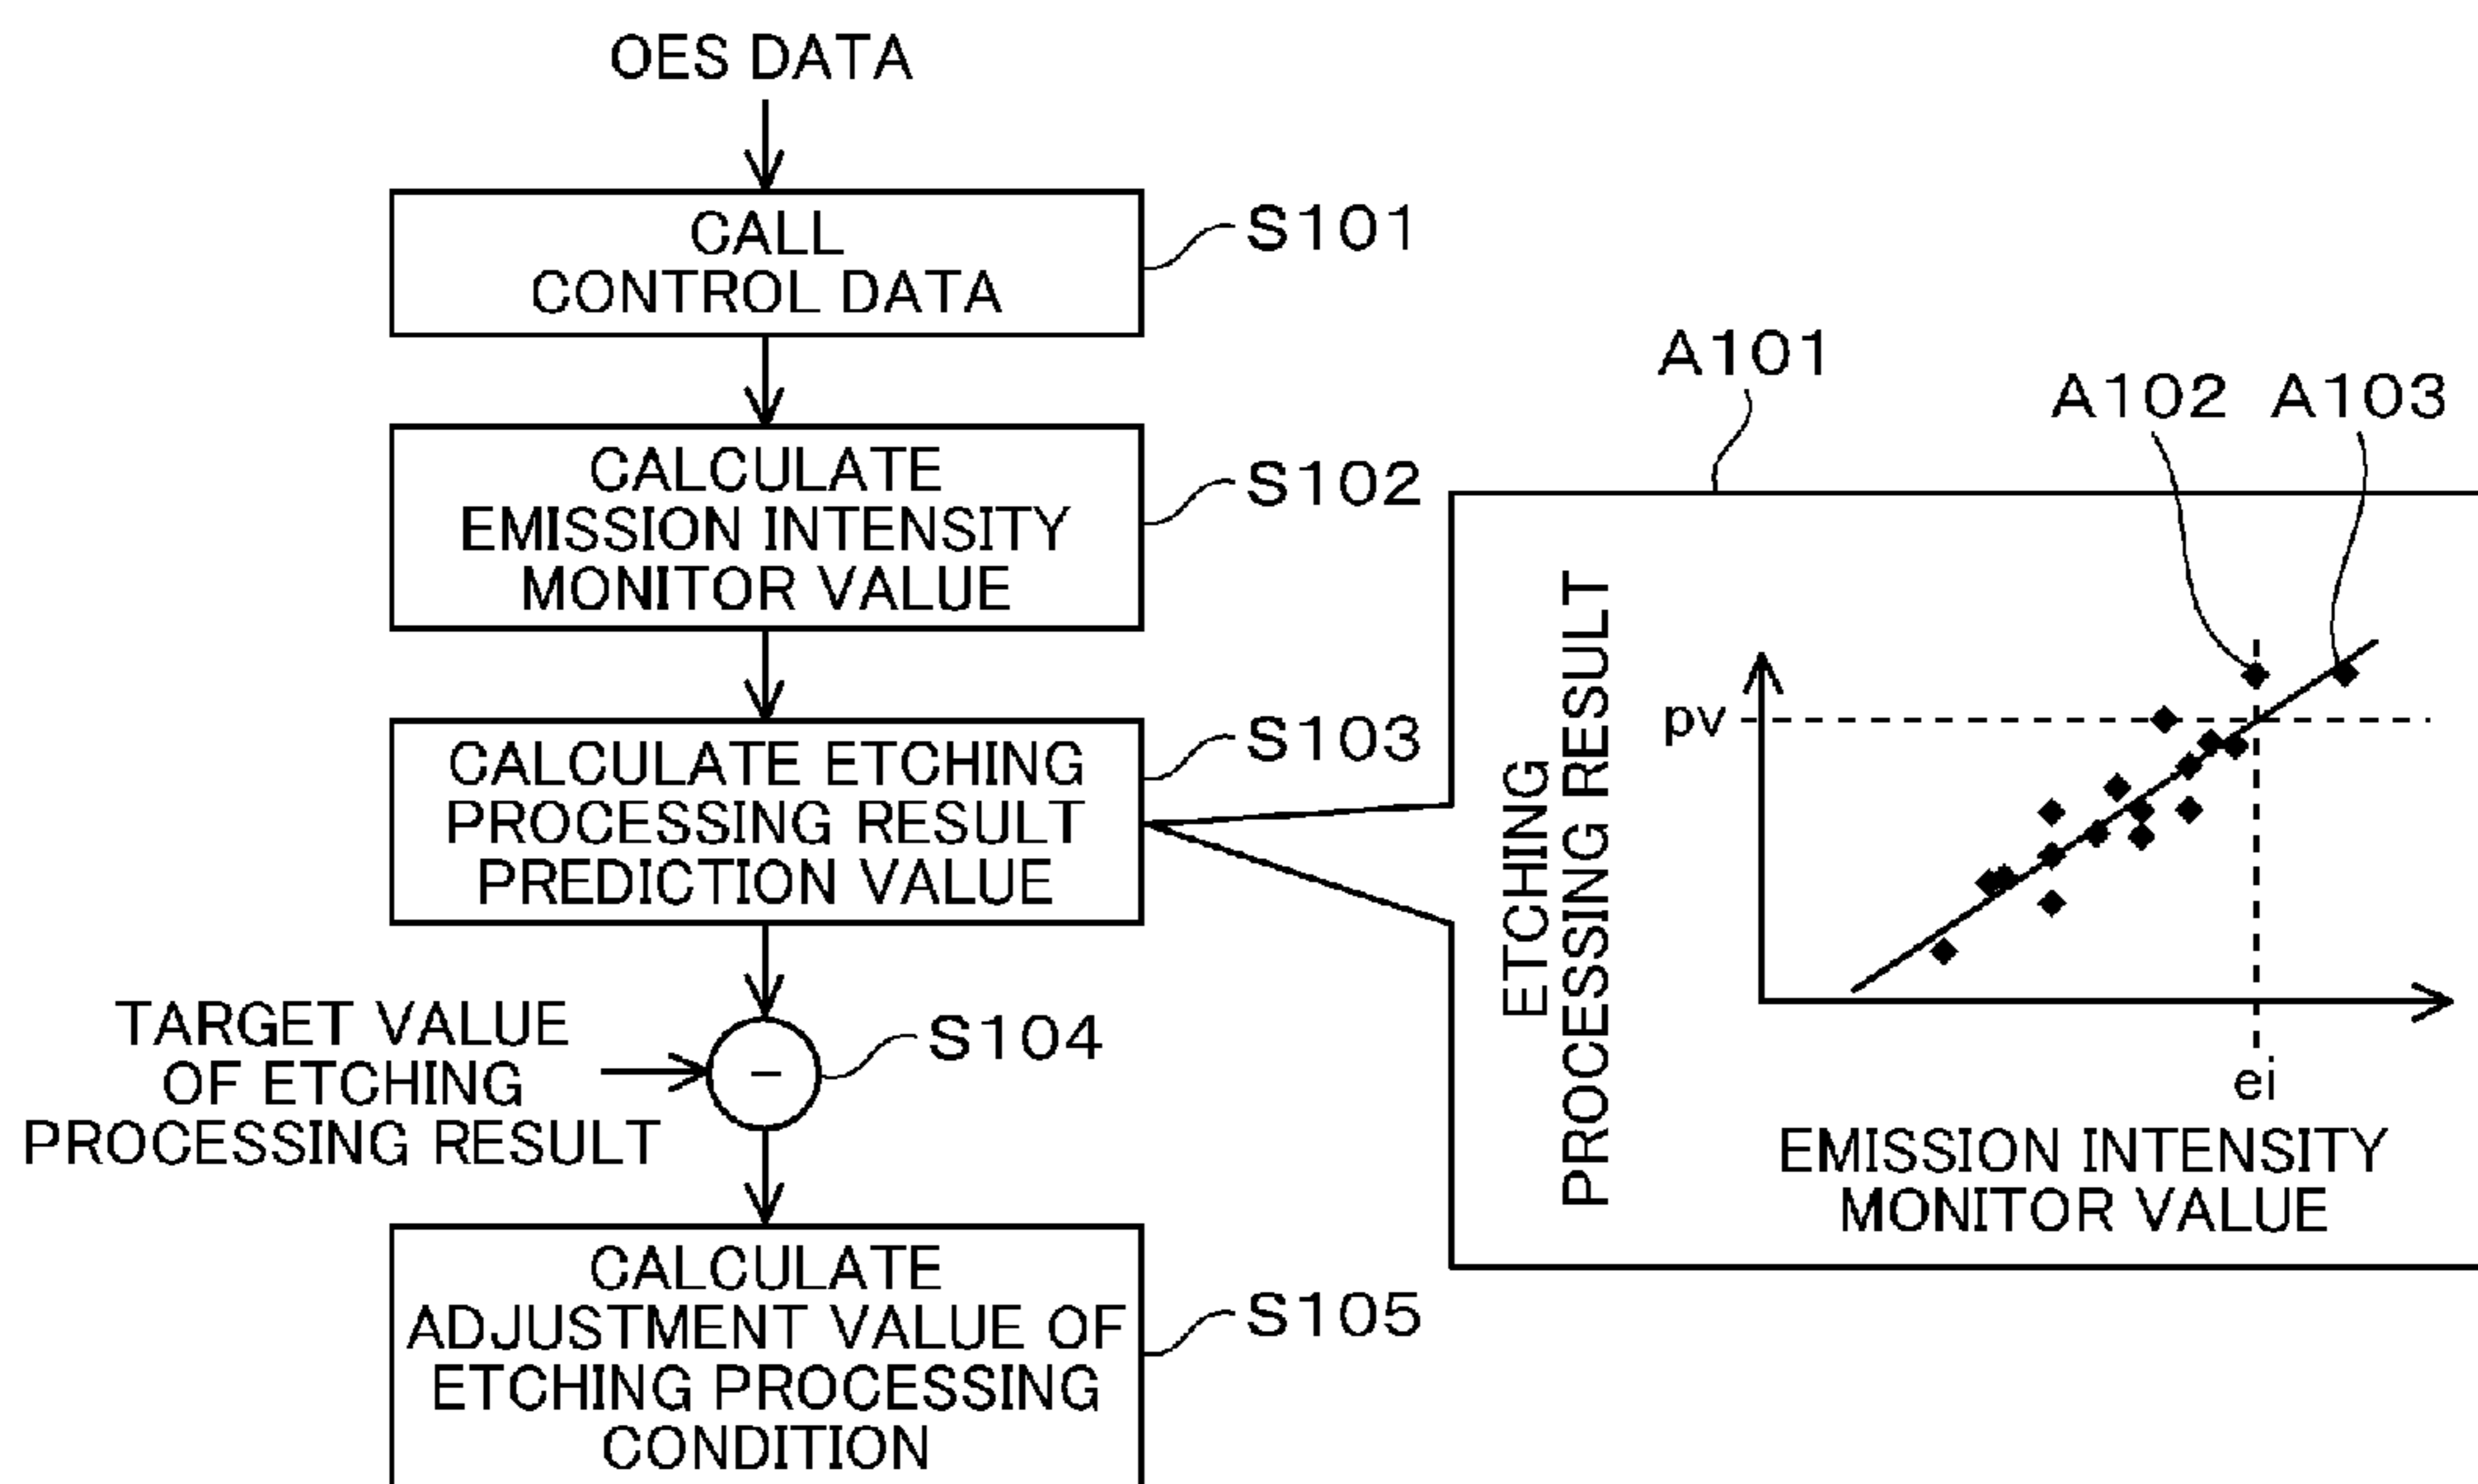 OES DATA
CALL
CONTROL DATA
S101
CALCULATE
EMISSION INTENSITY
MONITOR VALUE
S102
CALCULATE ETCHING
PROCESSING RESULT
PREDICTION VALUE
S103
TARGET VALUE
OF ETCHING
PROCESSING RESULT
−
S104
CALCULATE
ADJUSTMENT VALUE OF
ETCHING PROCESSING
CONDITION
S105
A101
A102
A103
ETCHING
PROCESSING RESULT
pv
ei
EMISSION INTENSITY
MONITOR VALUE